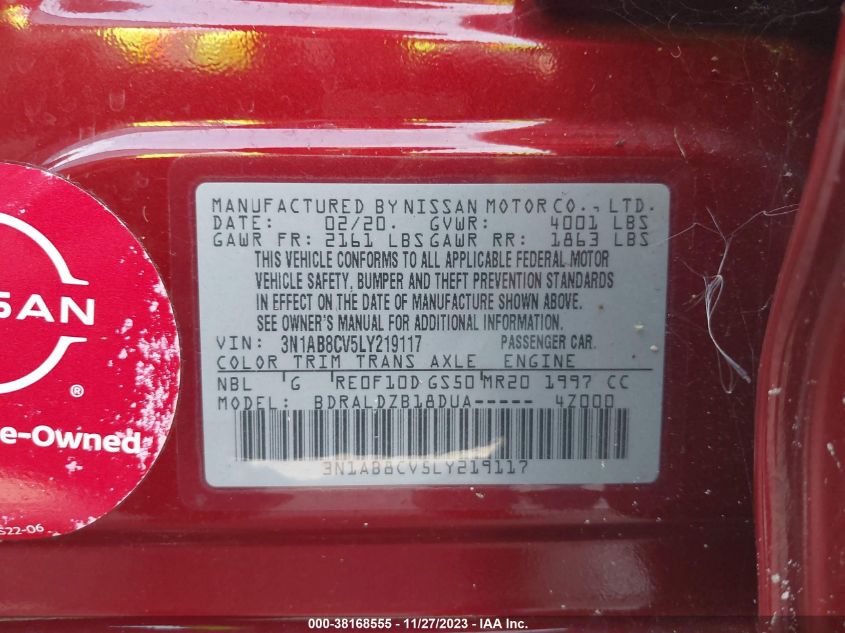 MANUFACTURED BY NISSAN MOTOR CO., LTD.
DATE: 02/20. GVWR: 4001 LBS
GAWR FR: 2161 LBS GAWR RR: 1863 LBS
THIS VEHICLE CONFORMS TO ALL APPLICABLE FEDERAL MOTOR
VEHICLE SAFETY, BUMPER AND THEFT PREVENTION STANDARDS
IN EFFECT ON THE DATE OF MANUFACTURE SHOWN ABOVE.
SEE OWNER'S MANUAL FOR ADDITIONAL INFORMATION.
VIN: 3N1AB8CV5LY219117 PASSENGER CAR.
COLOR TRIM TRANS AXLE ENGINE
NBL G RE0F10D GS50 MR20 1997 CC
MODEL: BDRALDZB18DUA----- 4Z000
3N1AB8CV5LY219117
SSAN
®
e-Owned
S22-06
000-38168555 - 11/27/2023 - IAA Inc.